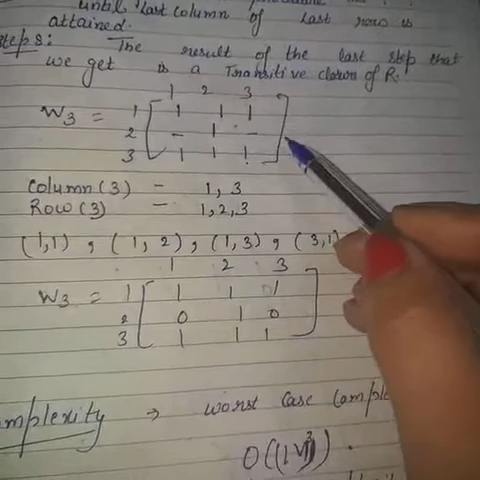 until last column of last row is
attained.
Step 8: The result of the last step that
we get is a Transitive closure of R.
1 2 3
W3 = 1 [ 1 1 1
2 - 1 -
3 1 1 1 ]
Column (3) - 1, 3
Row (3) - 1, 2, 3
(1,1) , (1, 2) , (1, 3) , (3,1)
1 2 3
W3 = 1 [ 1 1 1
2 0 1 0
3 1 1 1 ]
mplexity → worst Case Compl
O((|V|³)) .